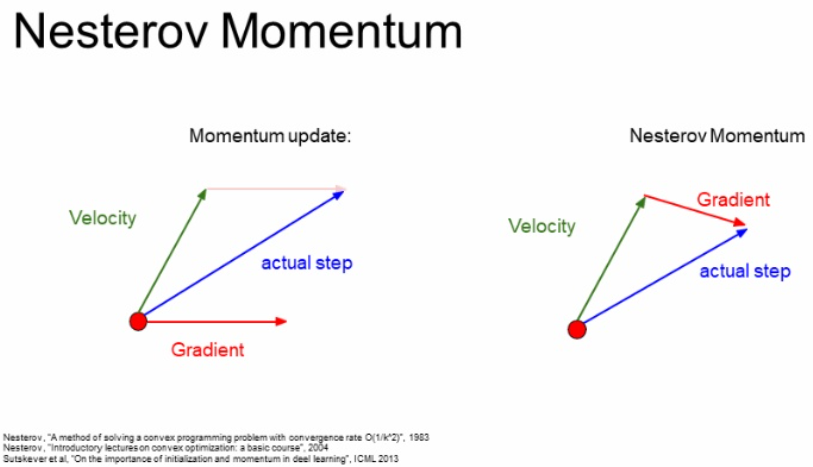 Nesterov Momentum
Momentum update:
Velocity
actual step
Gradient
Nesterov Momentum
Gradient
Velocity
actual step
Nesterov, "A method of solving a convex programming problem with convergence rate O(1/k^2)", 1983
Nesterov, "Introductory lectures on convex optimization: a basic course", 2004
Sutskever et al, "On the importance of initialization and momentum in deel learning", ICML 2013